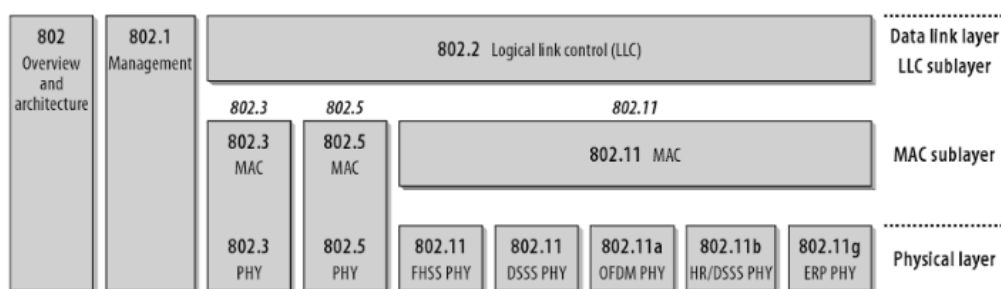 802
Overview
and
architecture
802.1
Management
802.2 Logical link control (LLC)
Data link layer
LLC sublayer
802.3
802.5
802.11
802.3
MAC
802.5
MAC
802.11 MAC
MAC sublayer
802.3
PHY
802.5
PHY
802.11
FHSS PHY
802.11
DSSS PHY
802.11a
OFDM PHY
802.11b
HR/DSSS PHY
802.11g
ERP PHY
Physical layer